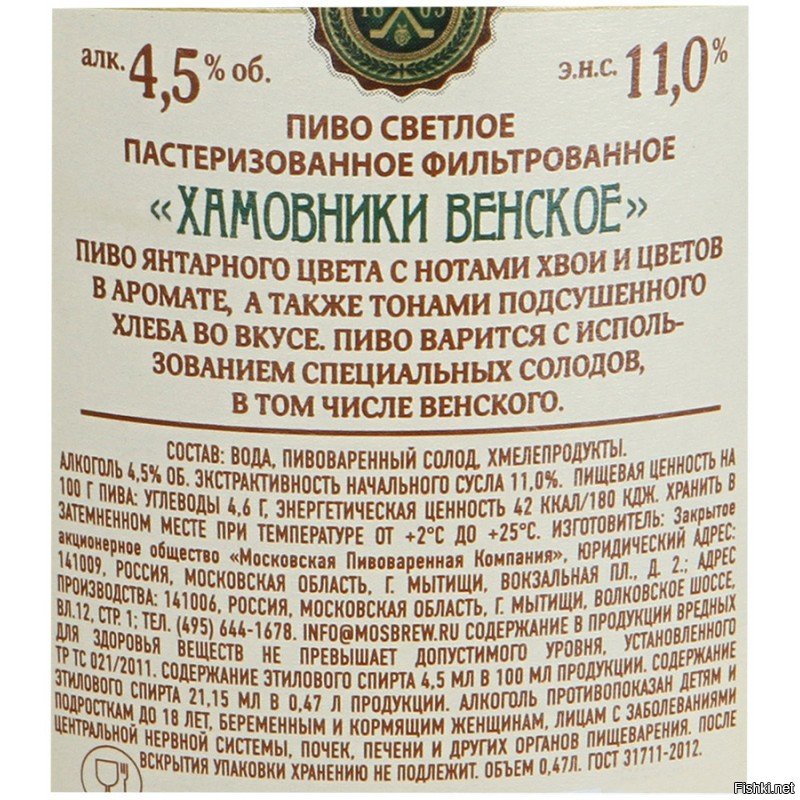 1803
алк. 4,5% об.
э.н.с. 11,0%
ПИВО СВЕТЛОЕ
ПАСТЕРИЗОВАННОЕ ФИЛЬТРОВАННОЕ
«ХАМОВНИКИ ВЕНСКОЕ»
ПИВО ЯНТАРНОГО ЦВЕТА С НОТАМИ ХВОИ И ЦВЕТОВ
В АРОМАТЕ, А ТАКЖЕ ТОНАМИ ПОДСУШЕННОГО
ХЛЕБА ВО ВКУСЕ. ПИВО ВАРИТСЯ С ИСПОЛЬ-
ЗОВАНИЕМ СПЕЦИАЛЬНЫХ СОЛОДОВ,
В ТОМ ЧИСЛЕ ВЕНСКОГО.
СОСТАВ: ВОДА, ПИВОВАРЕННЫЙ СОЛОД, ХМЕЛЕПРОДУКТЫ.
АЛКОГОЛЬ 4,5% ОБ. ЭКСТРАКТИВНОСТЬ НАЧАЛЬНОГО СУСЛА 11,0%. ПИЩЕВАЯ ЦЕННОСТЬ НА
100 Г ПИВА: УГЛЕВОДЫ 4,6 Г, ЭНЕРГЕТИЧЕСКАЯ ЦЕННОСТЬ 42 ККАЛ/180 КДЖ. ХРАНИТЬ В
ЗАТЕМНЕННОМ МЕСТЕ ПРИ ТЕМПЕРАТУРЕ ОТ +2°С ДО +25°С. ИЗГОТОВИТЕЛЬ: Закрытое
акционерное общество «Московская Пивоваренная Компания», ЮРИДИЧЕСКИЙ АДРЕС:
141009, РОССИЯ, МОСКОВСКАЯ ОБЛАСТЬ, Г. МЫТИЩИ, ВОКЗАЛЬНАЯ ПЛ., Д. 2.; АДРЕС
ПРОИЗВОДСТВА: 141006, РОССИЯ, МОСКОВСКАЯ ОБЛАСТЬ, Г. МЫТИЩИ, ВОЛКОВСКОЕ ШОССЕ,
ВЛ.12, СТР. 1; ТЕЛ. (495) 644-1678. INFO@MOSBREW.RU СОДЕРЖАНИЕ В ПРОДУКЦИИ ВРЕДНЫХ
ДЛЯ ЗДОРОВЬЯ ВЕЩЕСТВ НЕ ПРЕВЫШАЕТ ДОПУСТИМОГО УРОВНЯ, УСТАНОВЛЕННОГО
ТР ТС 021/2011. СОДЕРЖАНИЕ ЭТИЛОВОГО СПИРТА 4,5 МЛ В 100 МЛ ПРОДУКЦИИ. СОДЕРЖАНИЕ
ЭТИЛОВОГО СПИРТА 21,15 МЛ В 0,47 Л ПРОДУКЦИИ. АЛКОГОЛЬ ПРОТИВОПОКАЗАН ДЕТЯМ И
ПОДРОСТКАМ ДО 18 ЛЕТ, БЕРЕМЕННЫМ И КОРМЯЩИМ ЖЕНЩИНАМ, ЛИЦАМ С ЗАБОЛЕВАНИЯМИ
ЦЕНТРАЛЬНОЙ НЕРВНОЙ СИСТЕМЫ, ПОЧЕК, ПЕЧЕНИ И ДРУГИХ ОРГАНОВ ПИЩЕВАРЕНИЯ. ПОСЛЕ
ВСКРЫТИЯ УПАКОВКИ ХРАНЕНИЮ НЕ ПОДЛЕЖИТ. ОБЪЕМ 0,47Л. ГОСТ 31711-2012.
Fishki.net